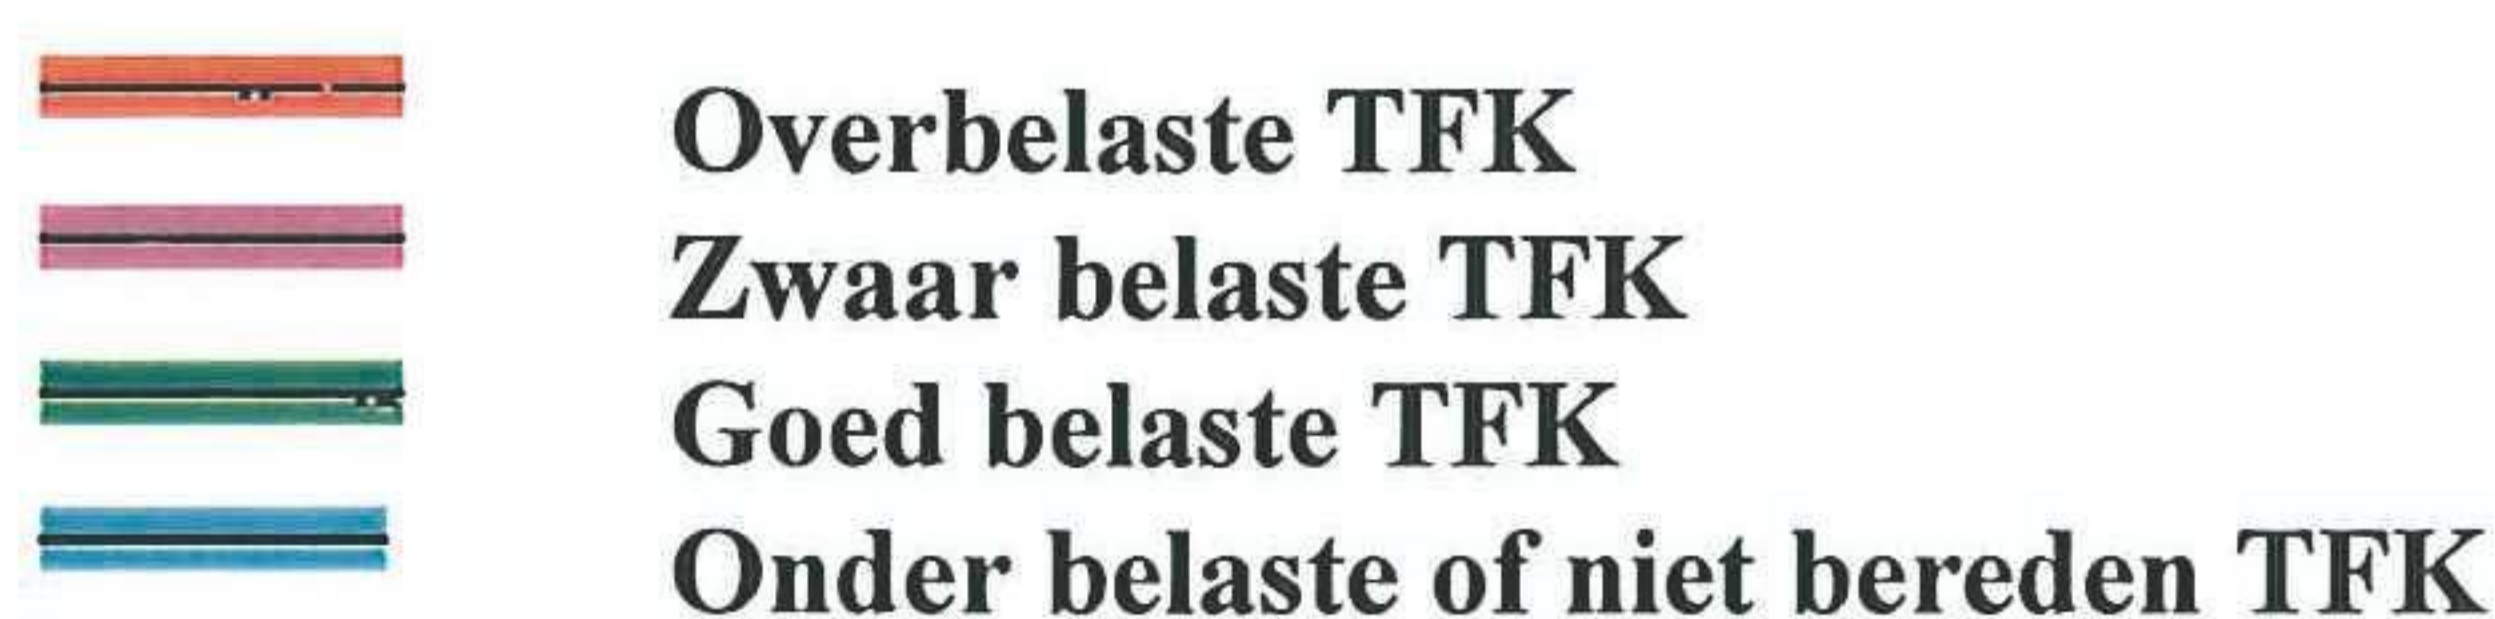 Overbelaste TFK
Zwaar belaste TFK
Goed belaste TFK
Onder belaste of niet bereden TFK